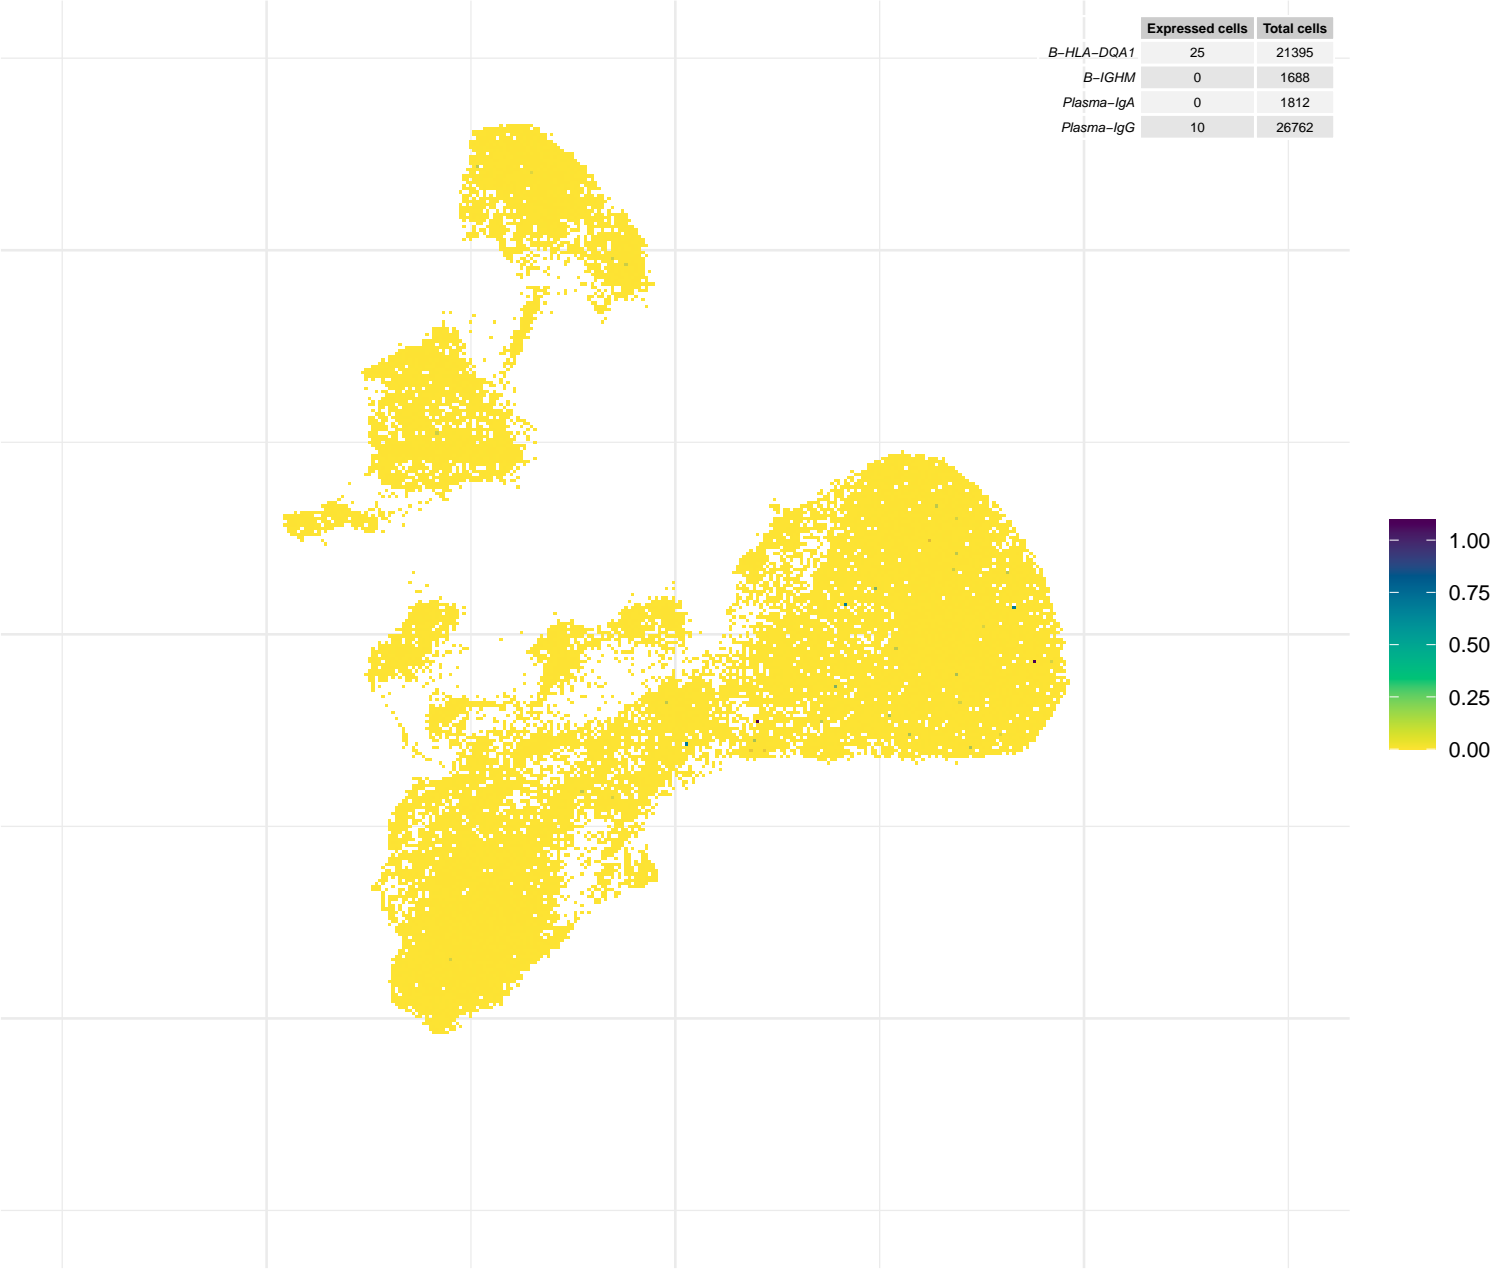 Expressed cells Total cells
B−HLA−DQA1 25 21395
B−IGHM 0 1688
Plasma−IgA 0 1812
Plasma−IgG 10 26762
1.00
0.75
0.50
0.25
0.00